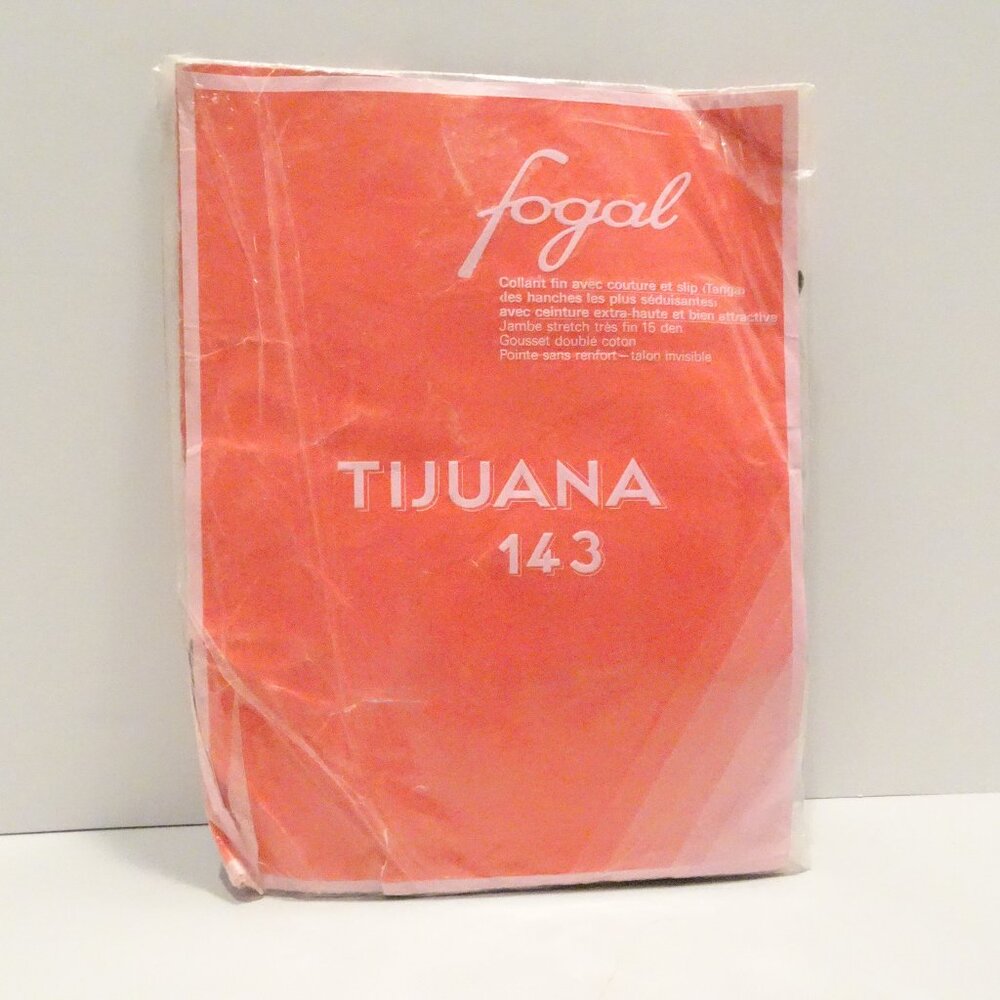 fogal
Collant fin avec couture et slip (Tanga)
des hanches les plus séduisantes)
avec ceinture extra-haute et bien attractive
Jambe stretch très fin 15 den
Gousset double coton
Pointe sans renfort—talon invisible
TIJUANA
143